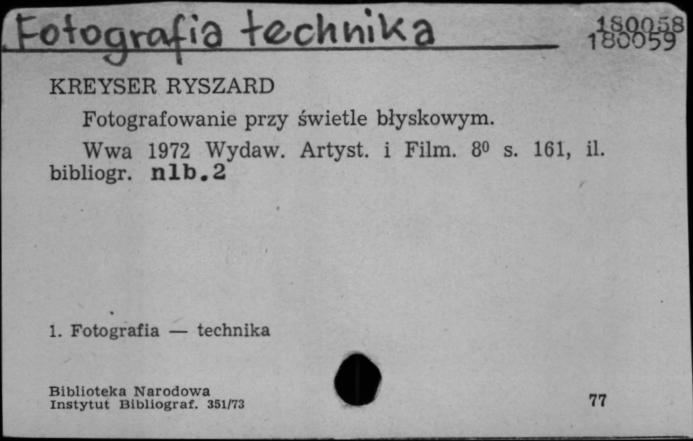 Fotografia technika
180058
180059
KREYSER RYSZARD
Fotografowanie przy świetle błyskowym.
Wwa 1972 Wydaw. Artyst. i Film. 8⁰ s. 161, il.
bibliogr. nlb.2
1. Fotografia — technika
Biblioteka Narodowa
Instytut Bibliograf. 351/73
77